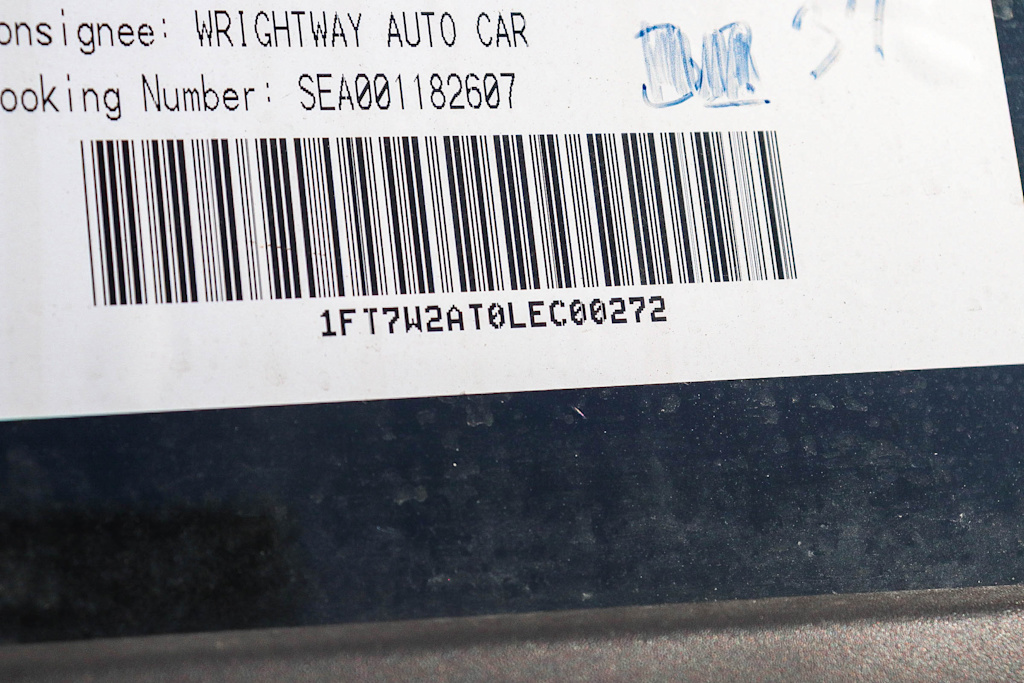 onsignee: WRIGHTWAY AUTO CAR
ooking Number: SEA001182607
1FT7W2AT0LEC00272